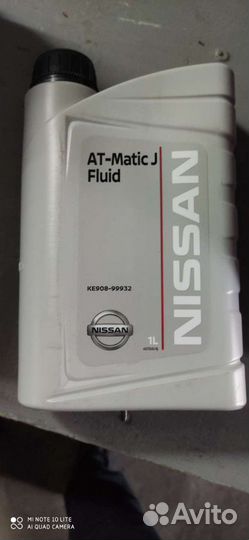 AT-Matic J
Fluid
KE908-99932
NISSAN
1L
NISSAN
MI NOTE 10 LITE
AI QUAD CAMERA
Avito